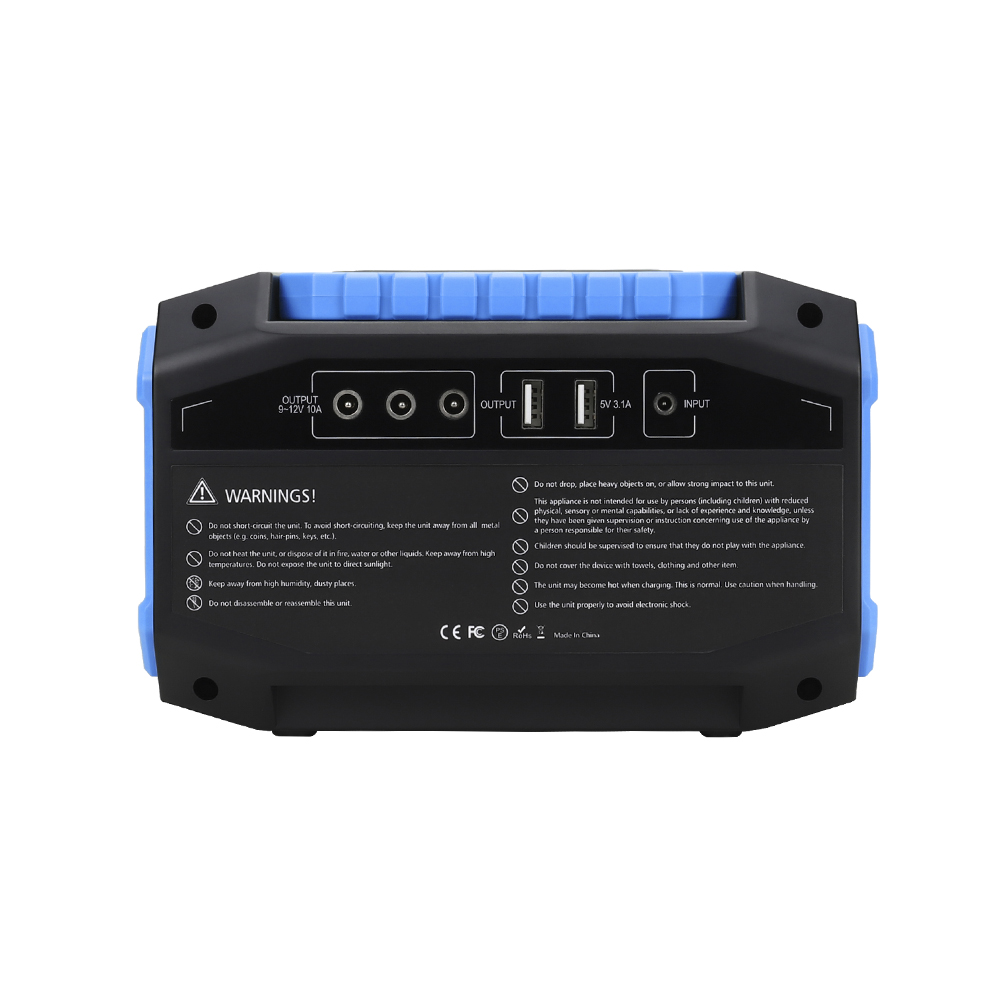 OUTPUT
9~12V 10A
OUTPUT
5V 3.1A
INPUT
WARNINGS!
Do not short-circuit the unit. To avoid short-circuiting, keep the unit away from all metal
objects (e.g. coins, hair-pins, keys, etc.).
Do not heat the unit, or dispose of it in fire, water or other liquids. Keep away from high
temperatures. Do not expose the unit to direct sunlight.
Keep away from high humidity, dusty places.
Do not disassemble or reassemble this unit.
Do not drop, place heavy objects on, or allow strong impact to this unit.
This appliance is not intended for use by persons (including children) with reduced
physical, sensory or mental capabilities, or lack of experience and knowledge, unless
they have been given supervision or instruction concerning use of the appliance by
a person responsible for their safety.
Children should be supervised to ensure that they do not play with the appliance.
Do not cover the device with towels, clothing and other item.
The unit may become hot when charging. This is normal. Use caution when handling.
Use the unit properly to avoid electronic shock.
CE FC PSE RoHs Made In China